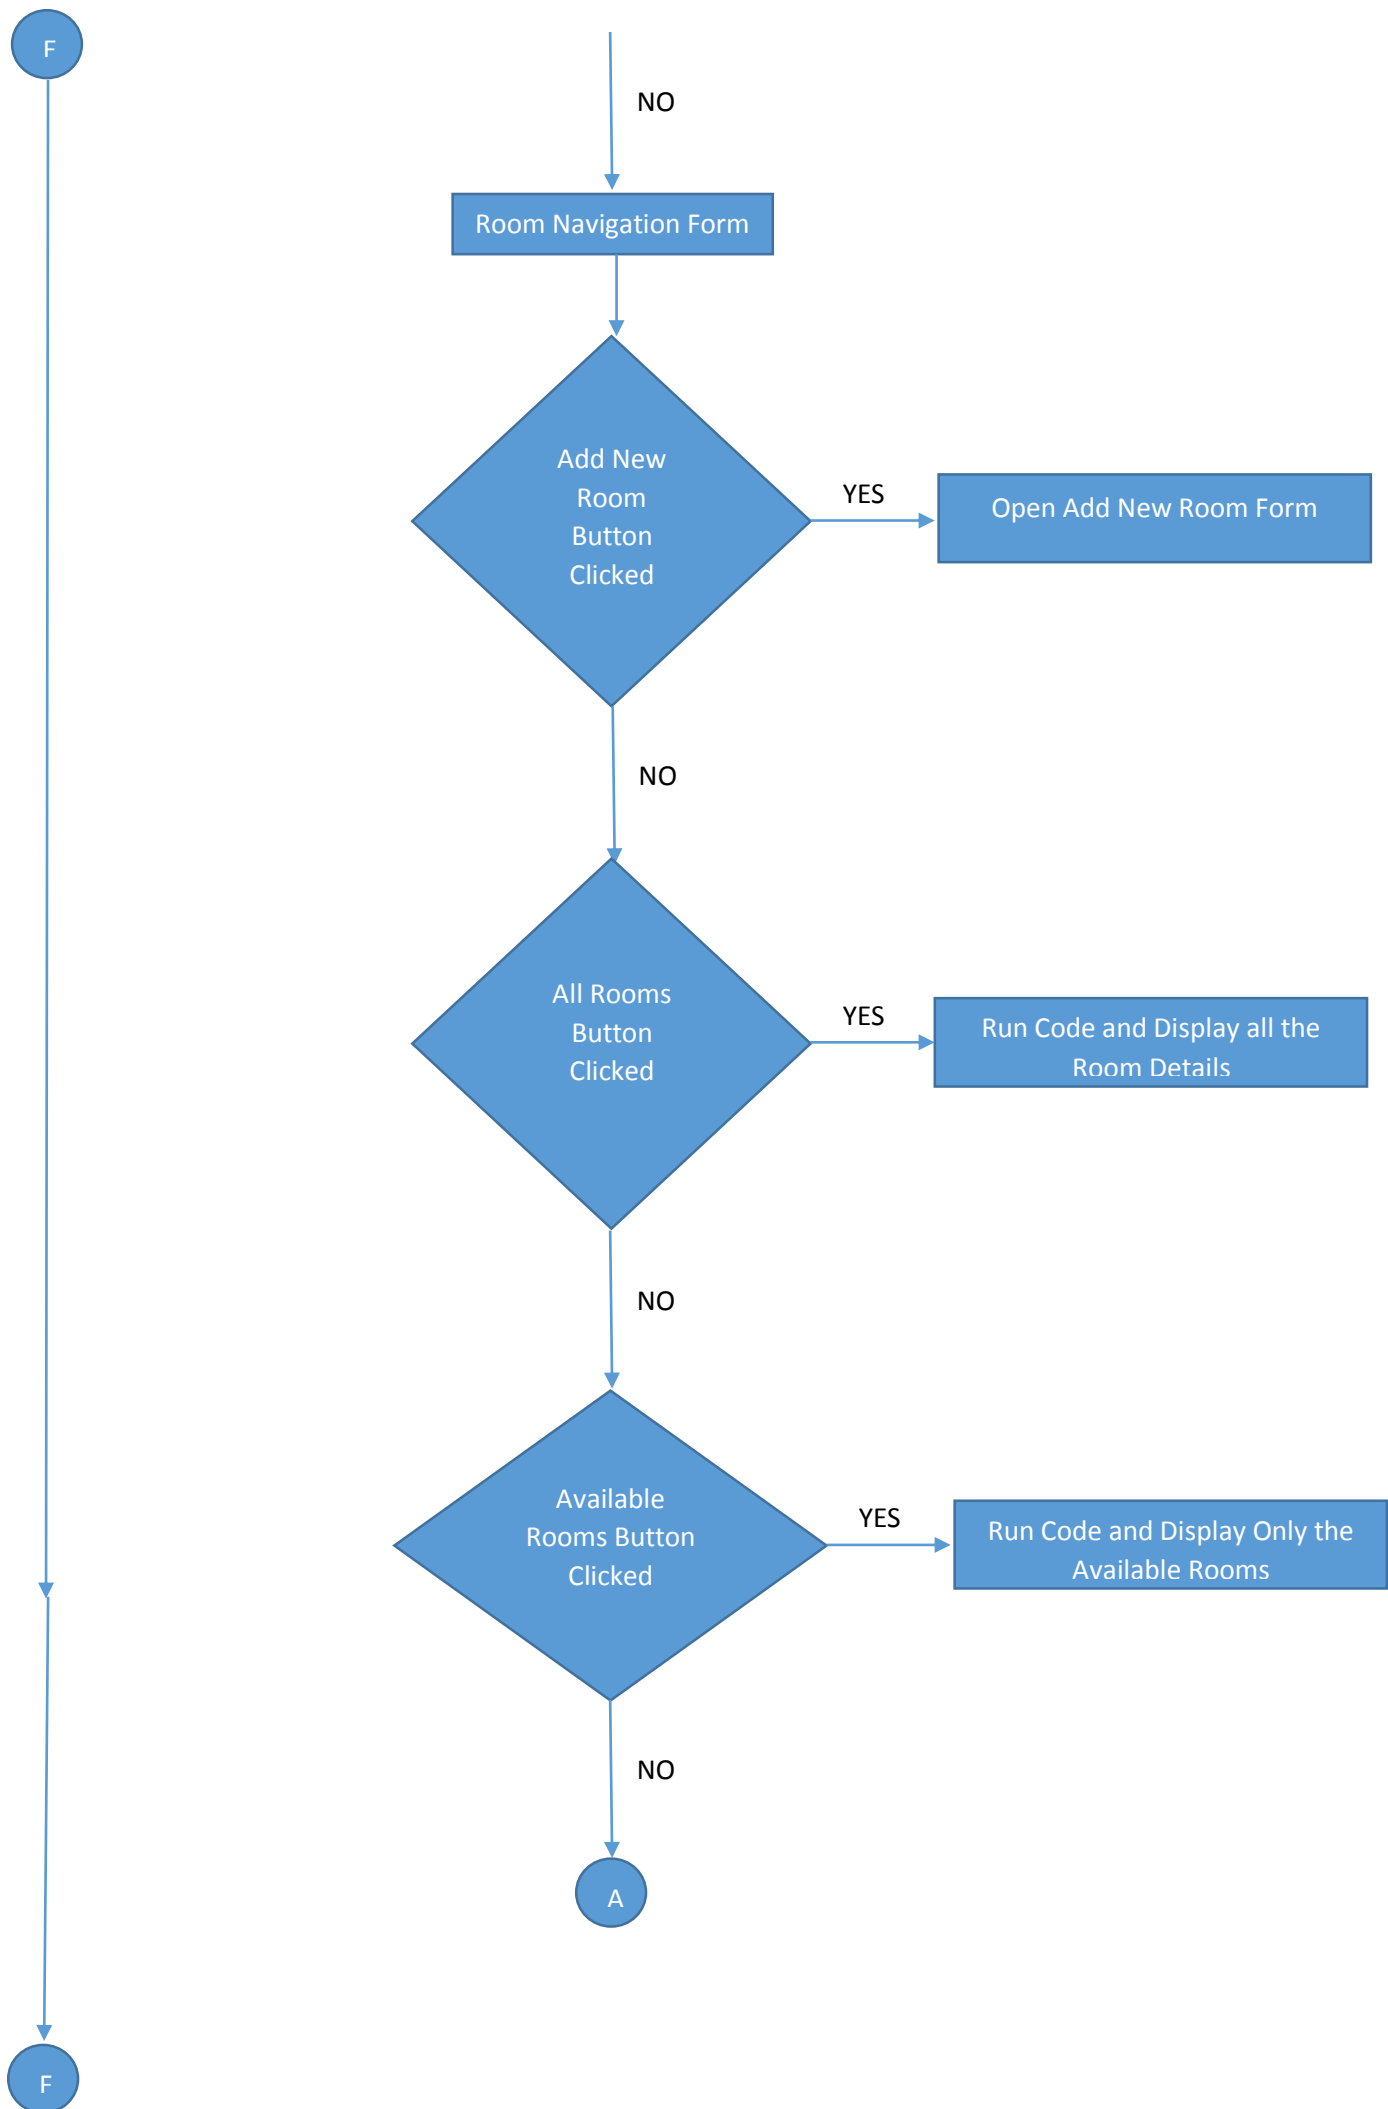 F
NO
Room Navigation Form
Add New
Room
Button
Clicked
YES
Open Add New Room Form
NO
All Rooms
Button
Clicked
YES
Run Code and Display all the
Room Details
NO
Available
Rooms Button
Clicked
YES
Run Code and Display Only the
Available Rooms
NO
A
F